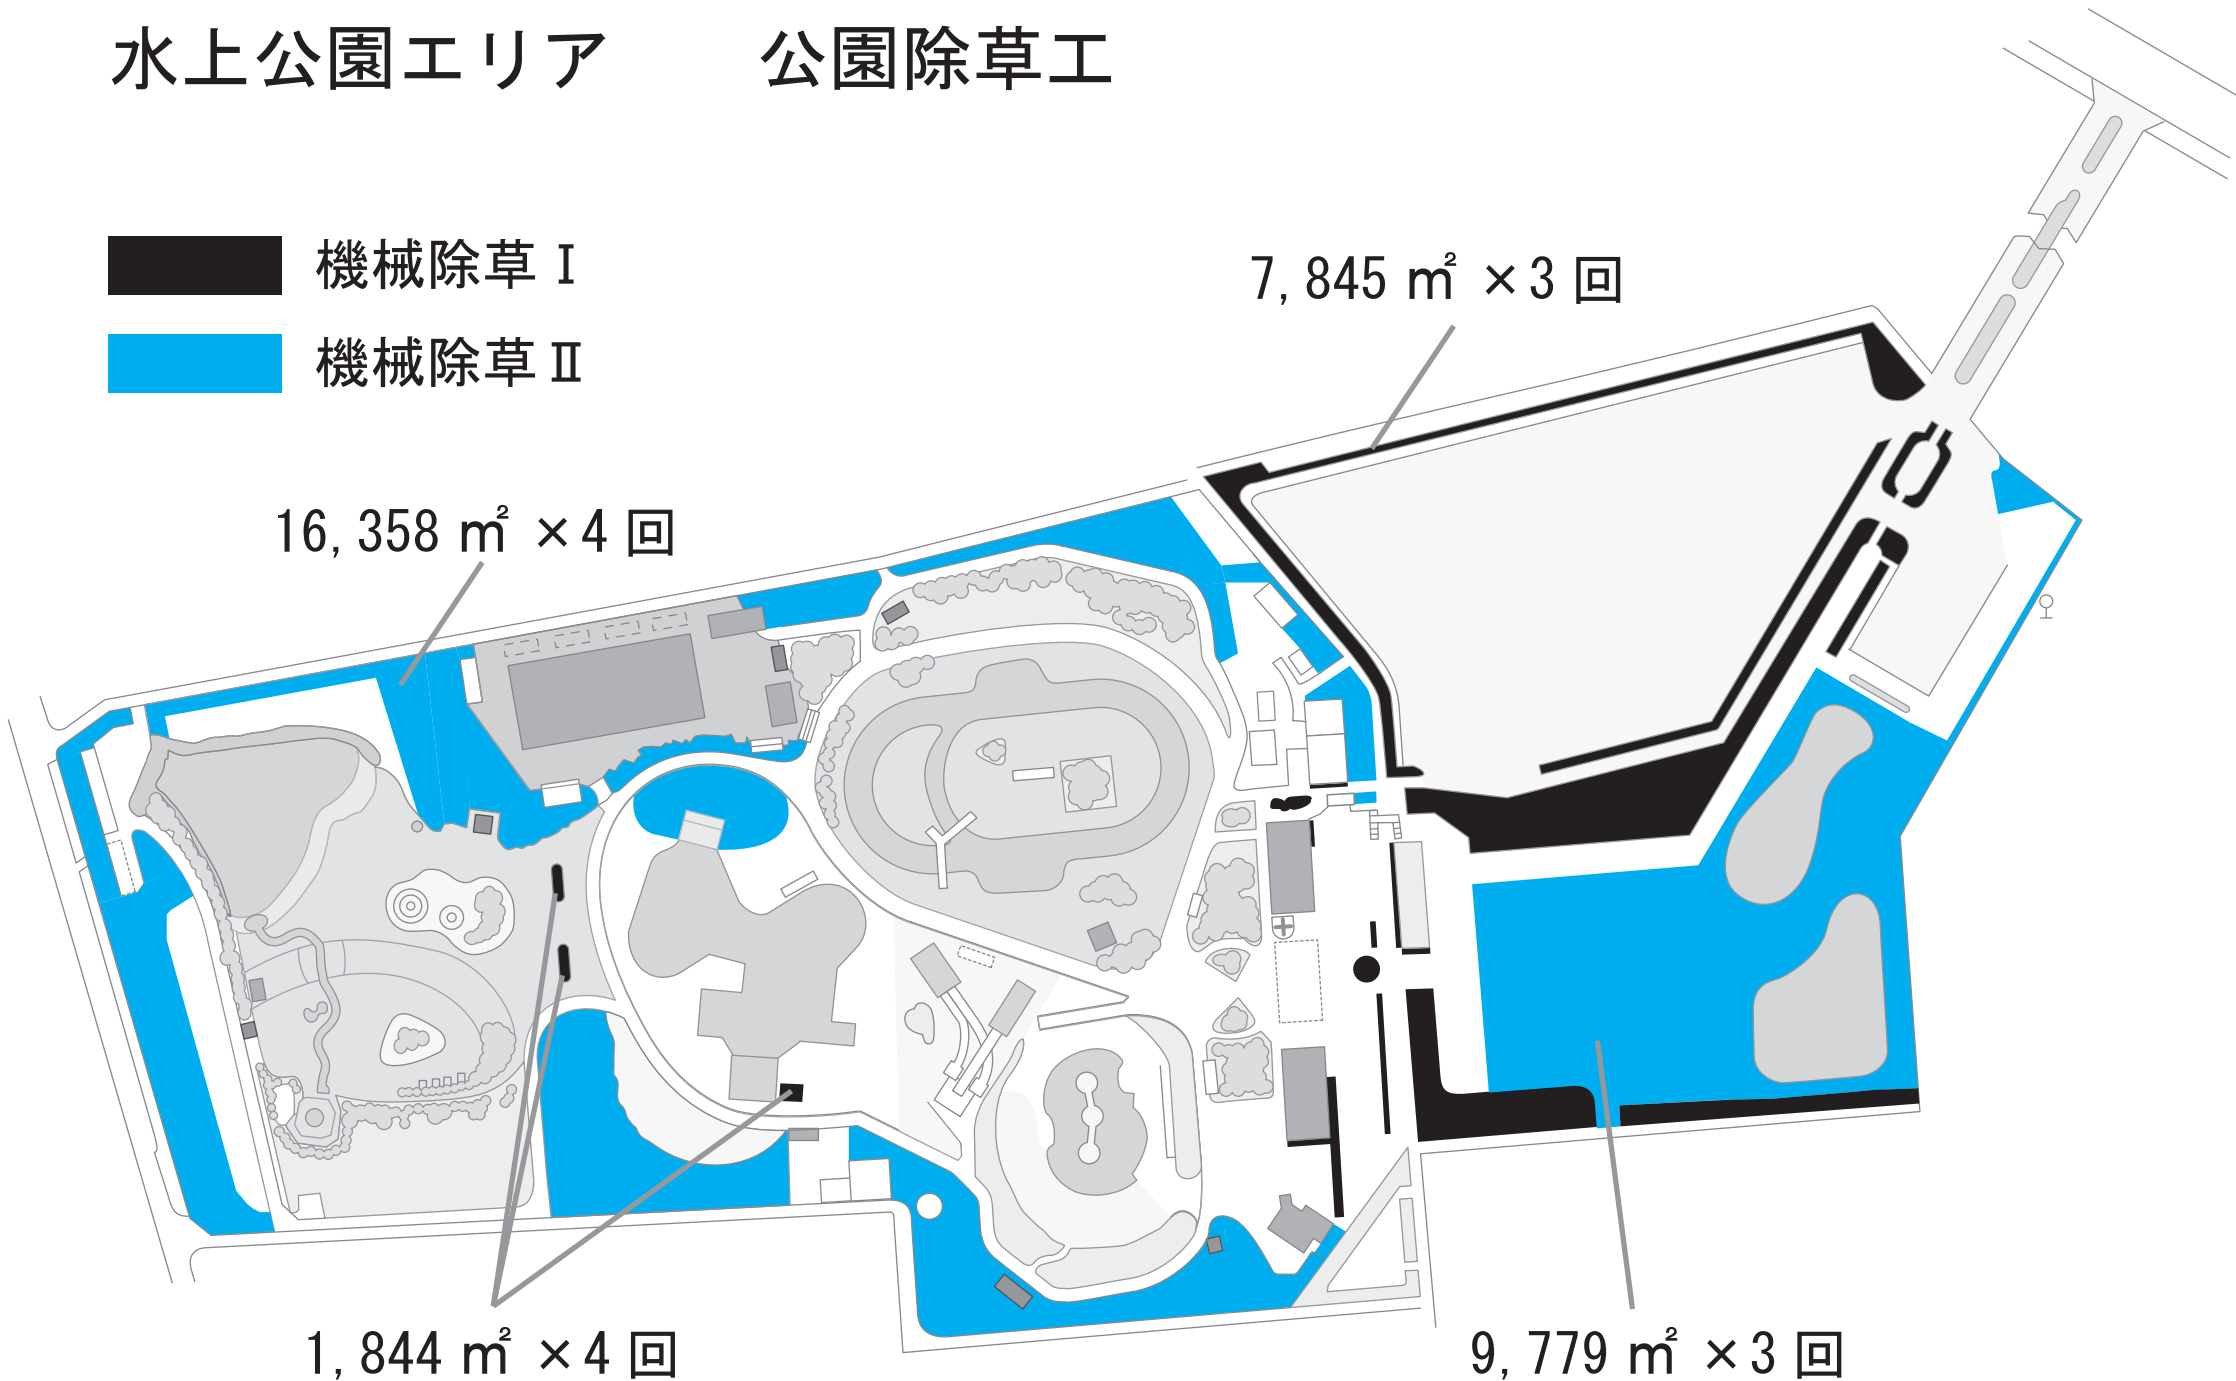 水上公園エリア　　公園除草工
機械除草Ⅰ
機械除草Ⅱ
7,845 ㎡ ×3 回
16,358 ㎡ ×4 回
1,844 ㎡ ×4 回
9,779 ㎡ ×3 回